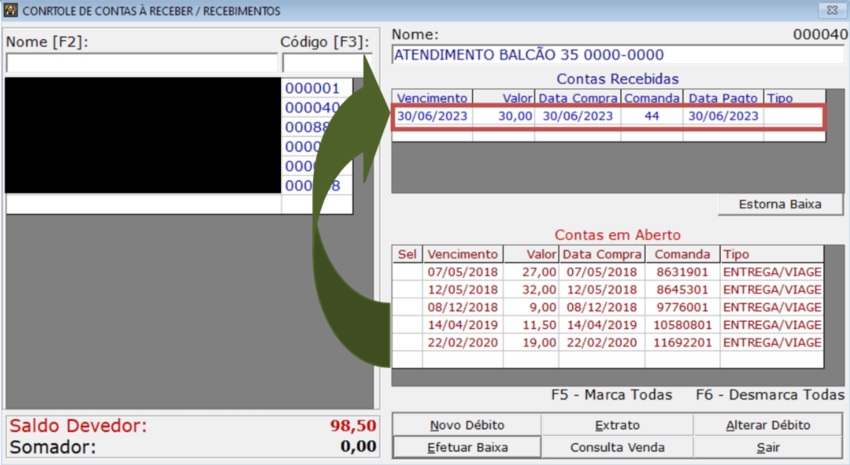 CONRTOLE DE CONTAS À RECEBER / RECEBIMENTOS
Nome [F2]: Código [F3]:
000001
000040
Nome: 000040
ATENDIMENTO BALCÃO 35 0000-0000
Contas Recebidas
Vencimento Valor Data Compra Comanda Data Pagto Tipo
30/06/2023 30,00 30/06/2023 44 30/06/2023
Estorna Baixa
Contas em Aberto
Sel Vencimento Valor Data Compra Comanda Tipo
07/05/2018 27,00 07/05/2018 8631901 ENTREGA/VIAGE
12/05/2018 32,00 12/05/2018 8645301 ENTREGA/VIAGE
08/12/2018 9,00 08/12/2018 9776001 ENTREGA/VIAGE
14/04/2019 11,50 14/04/2019 10580801 ENTREGA/VIAGE
22/02/2020 19,00 22/02/2020 11692201 ENTREGA/VIAGE
F5 - Marca Todas F6 - Desmarca Todas
Saldo Devedor: 98,50
Somador: 0,00
Novo Débito Extrato Alterar Débito
Efetuar Baixa Consulta Venda Sair